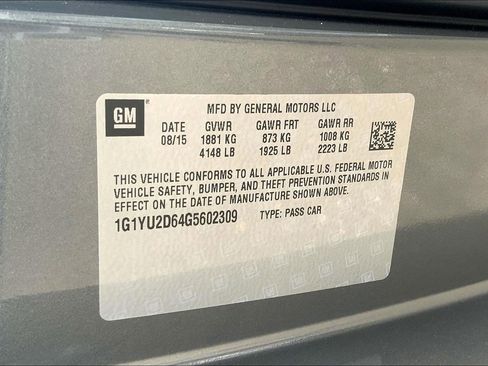 GM ® MFD BY GENERAL MOTORS LLC
DATE GVWR GAWR FRT GAWR RR
08/15 1881 KG 873 KG 1008 KG
4148 LB 1925 LB 2223 LB
THIS VEHICLE CONFORMS TO ALL APPLICABLE U.S. FEDERAL MOTOR
VEHICLE SAFETY, BUMPER, AND THEFT PREVENTION STANDARDS IN
EFFECT ON THE DATE OF MANUFACTURE SHOWN ABOVE.
1G1YU2D64G5602309 TYPE: PASS CAR